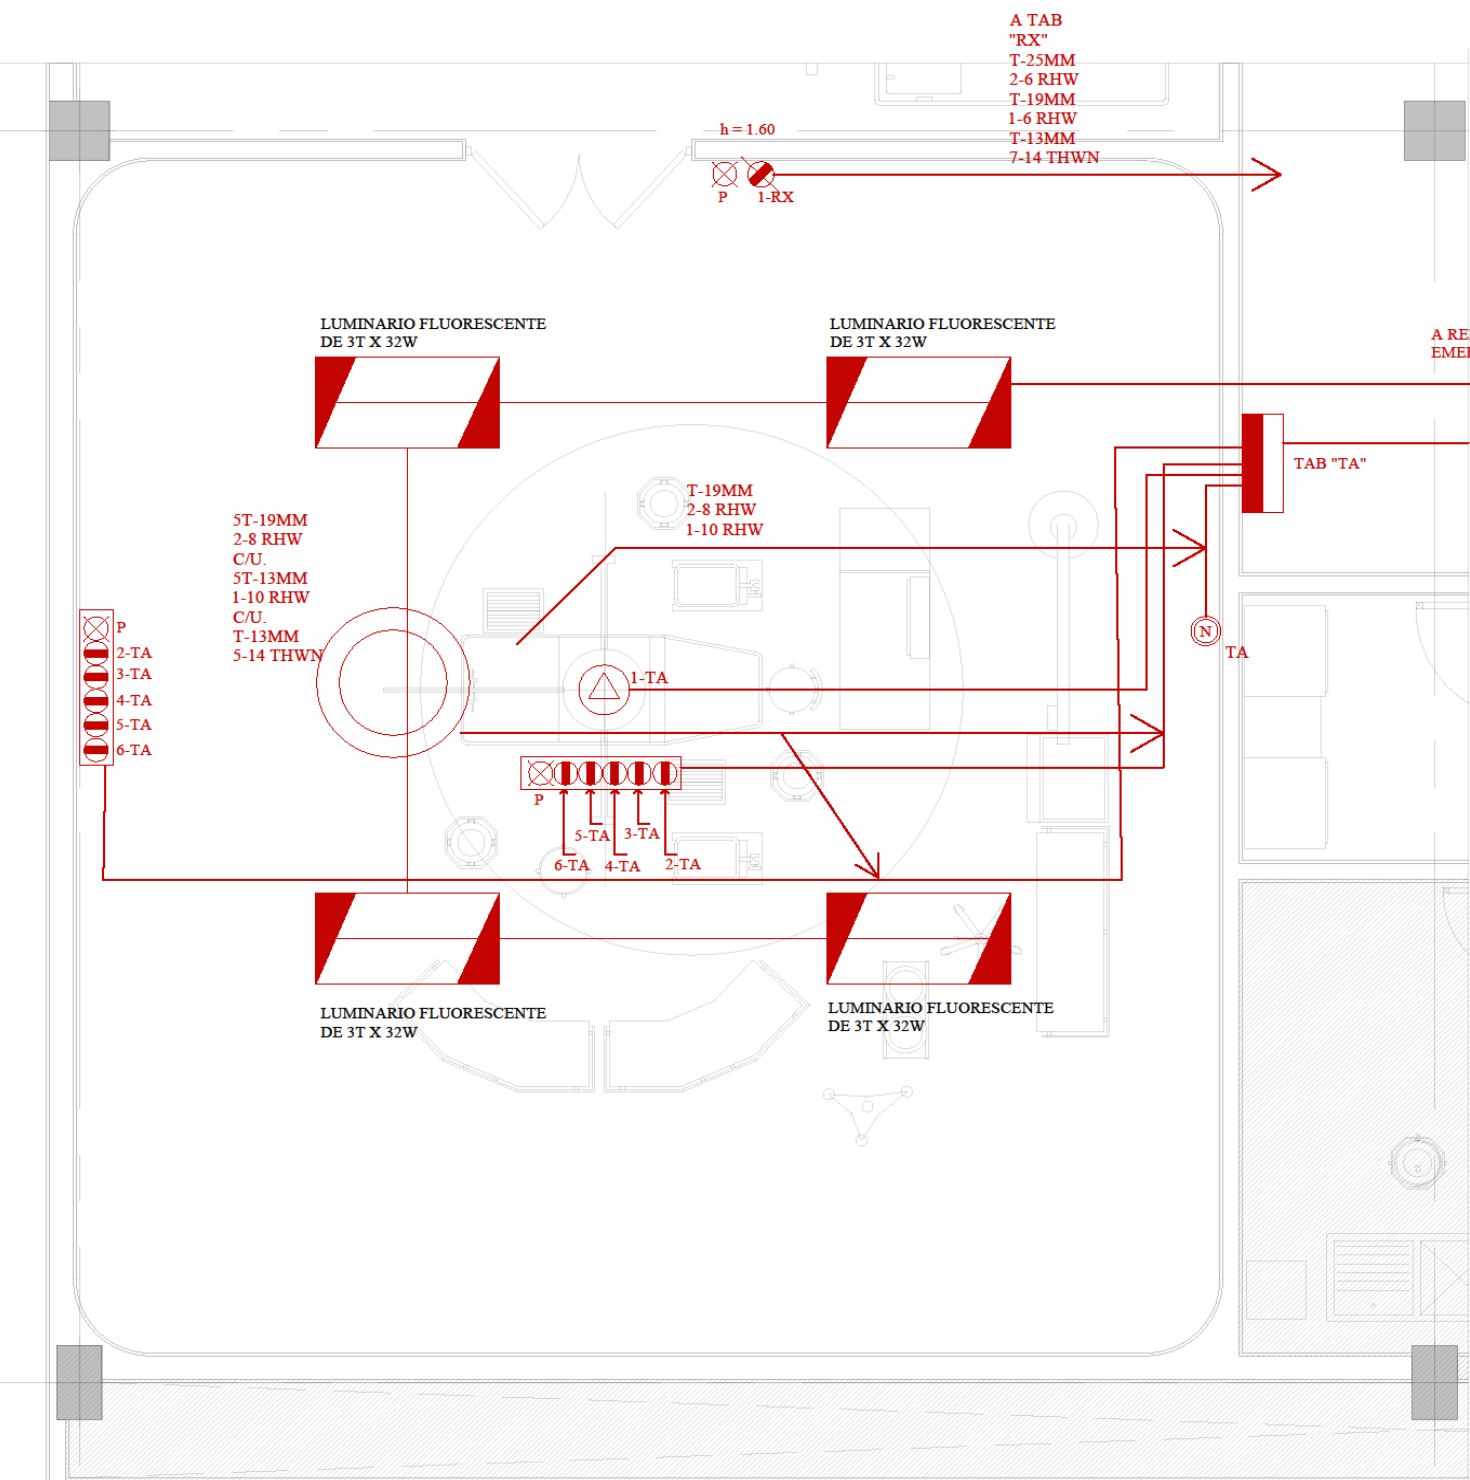 A TAB
"RX"
T-25MM
2-6 RHW
T-19MM
1-6 RHW
T-13MM
7-14 THWN
h = 1.60
P
1-RX
LUMINARIO FLUORESCENTE
DE 3T X 32W
LUMINARIO FLUORESCENTE
DE 3T X 32W
A RE
EME
TAB "TA"
T-19MM
2-8 RHW
1-10 RHW
5T-19MM
2-8 RHW
C/U.
5T-13MM
1-10 RHW
C/U.
T-13MM
5-14 THWN
P
2-TA
3-TA
4-TA
5-TA
6-TA
N
TA
1-TA
P
5-TA
3-TA
6-TA
4-TA
2-TA
LUMINARIO FLUORESCENTE
DE 3T X 32W
LUMINARIO FLUORESCENTE
DE 3T X 32W